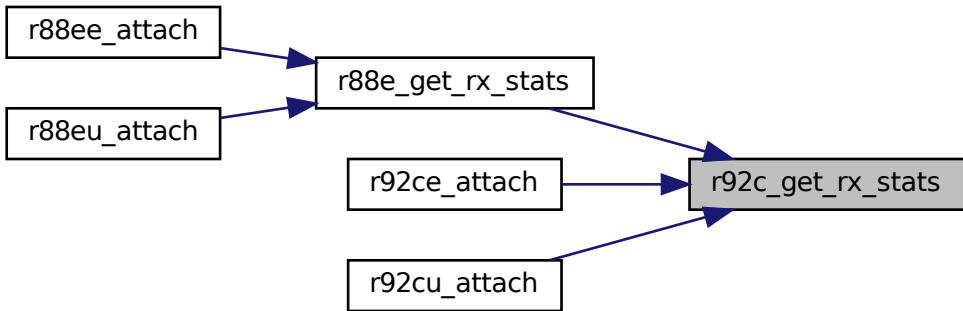 r88ee_attach
r88e_get_rx_stats
r88eu_attach
r92ce_attach
r92c_get_rx_stats
r92cu_attach